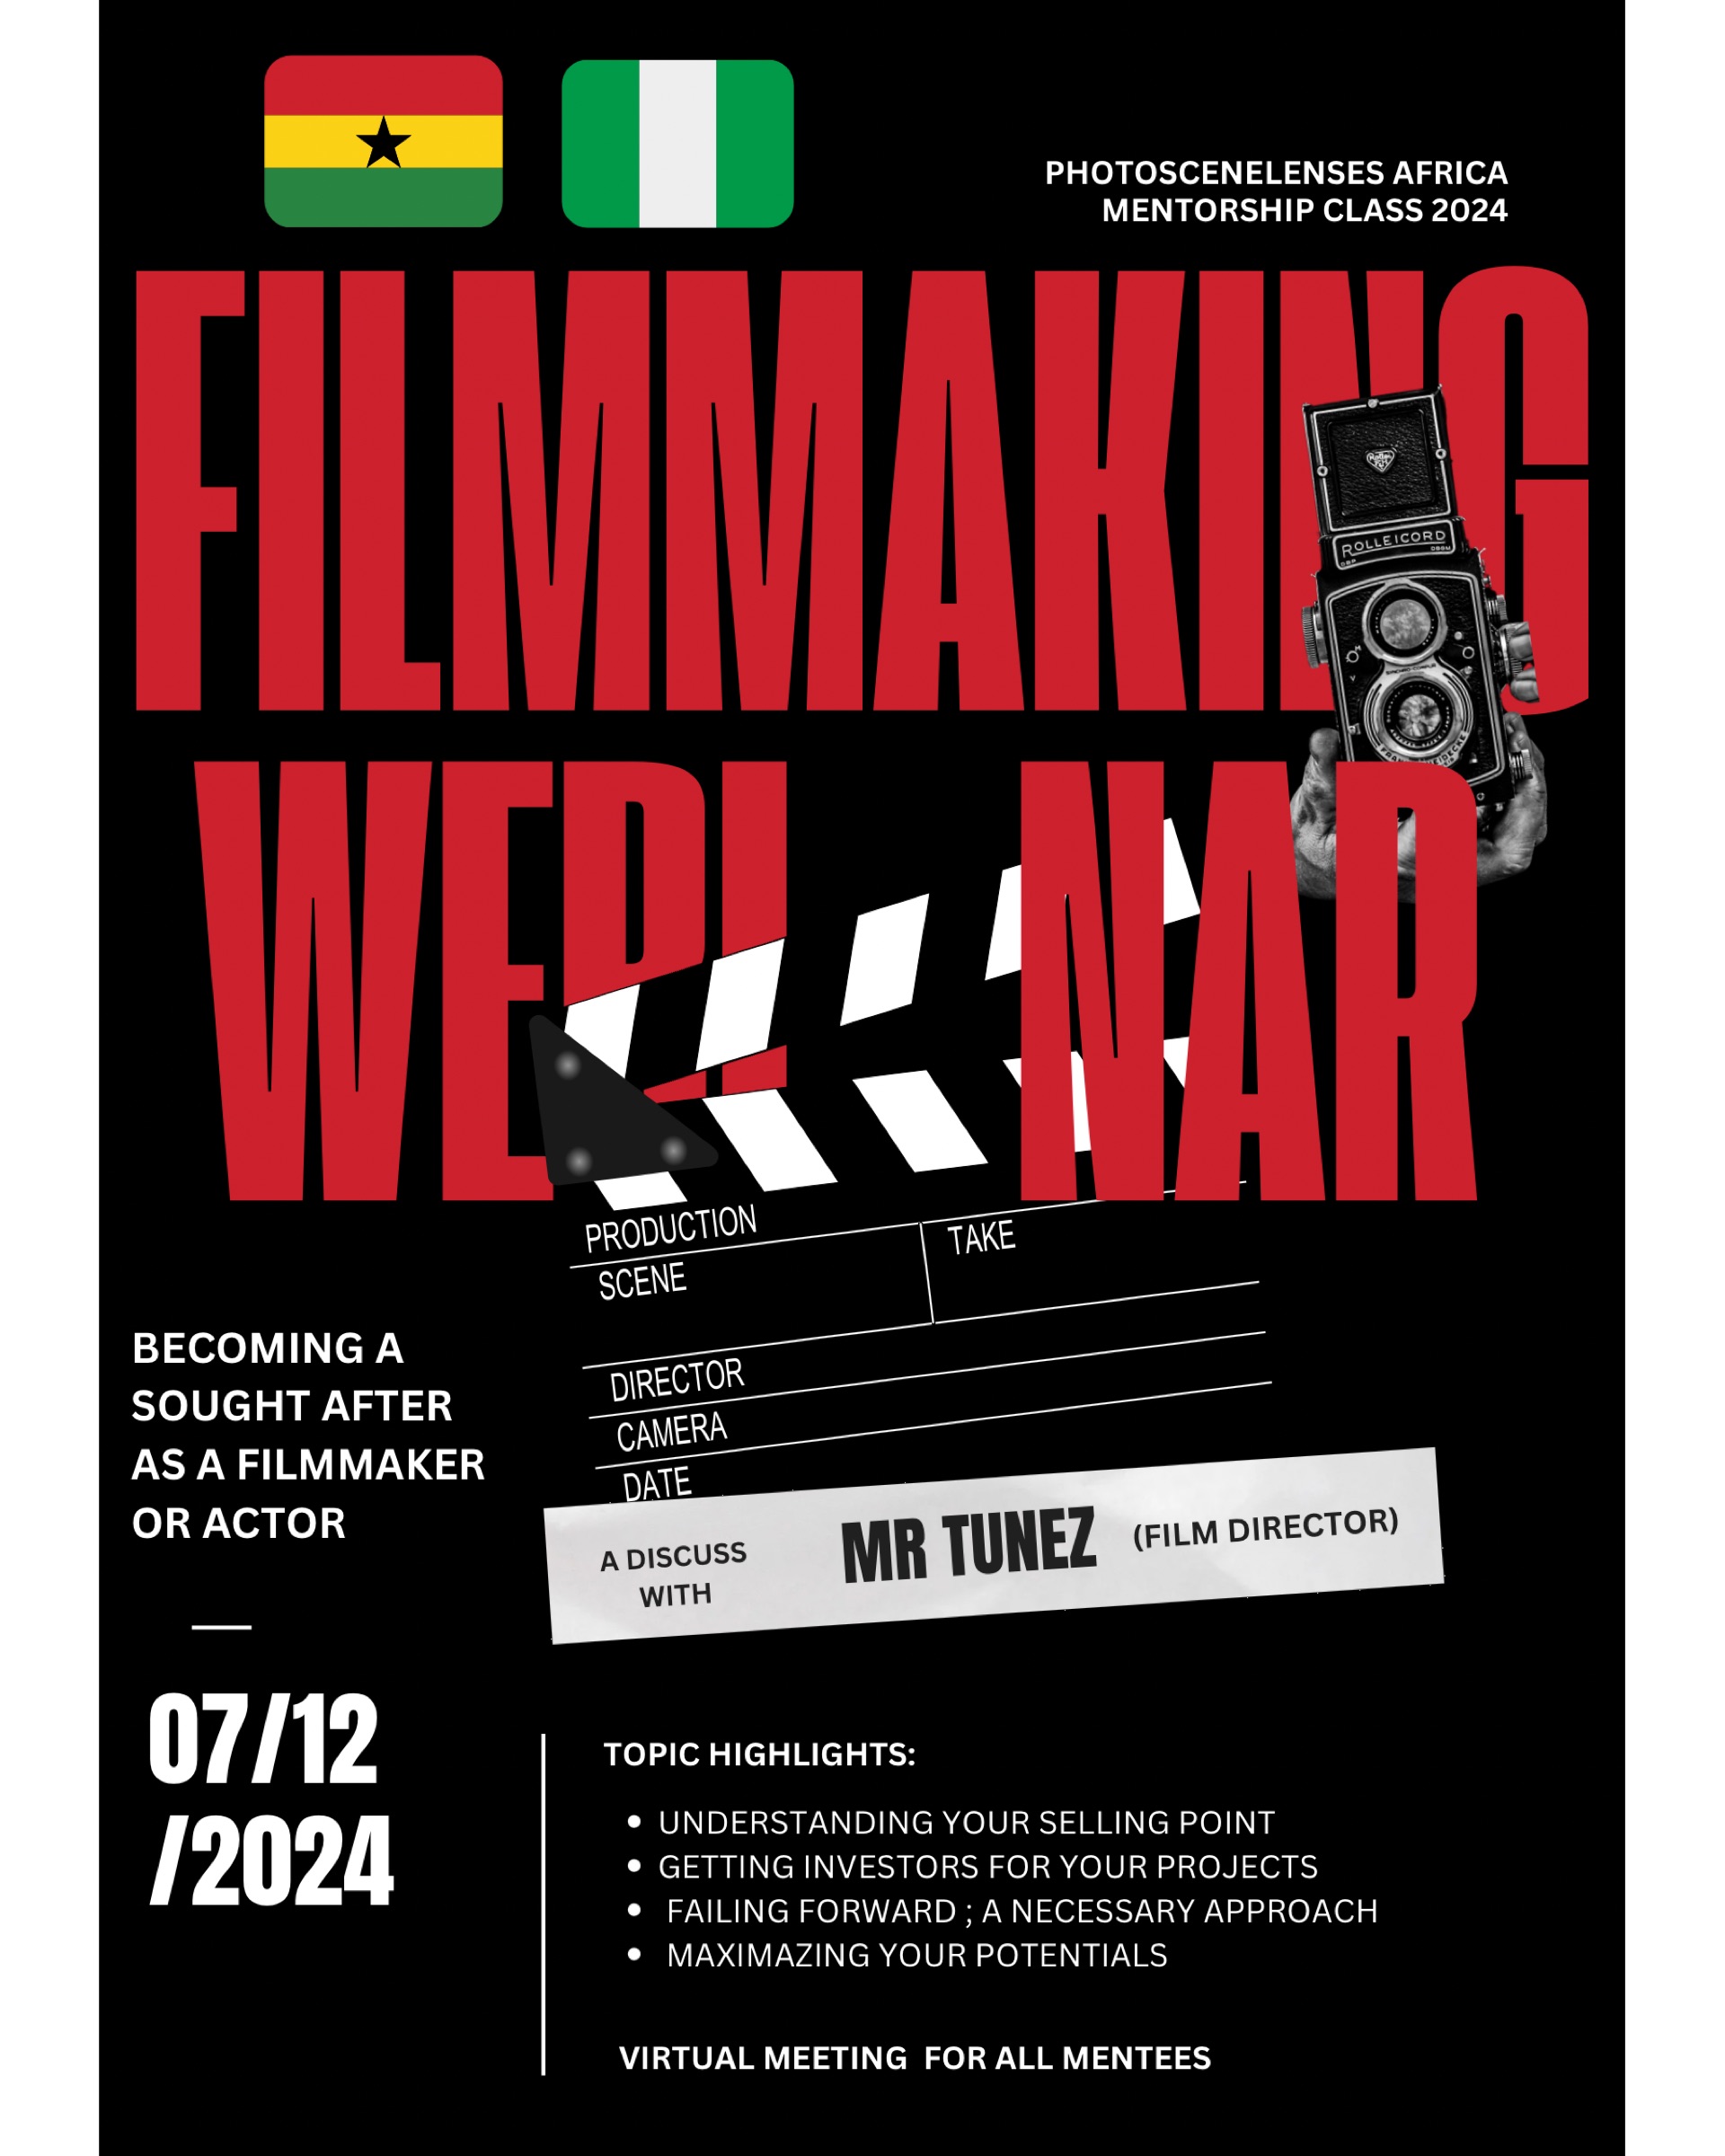 PHOTOSCENELENSES AFRICA
MENTORSHIP CLASS 2024
FILMMAKING
ROLLEICORD
WEBINAR
PRODUCTION
TAKE
SCENE
DIRECTOR
CAMERA
DATE
BECOMING A
SOUGHT AFTER
AS A FILMMAKER
OR ACTOR
A DISCUSS
WITH
MR TUNEZ
(FILM DIRECTOR)
07/12
/2024
TOPIC HIGHLIGHTS:
• UNDERSTANDING YOUR SELLING POINT
• GETTING INVESTORS FOR YOUR PROJECTS
• FAILING FORWARD ; A NECESSARY APPROACH
• MAXIMAZING YOUR POTENTIALS
VIRTUAL MEETING FOR ALL MENTEES